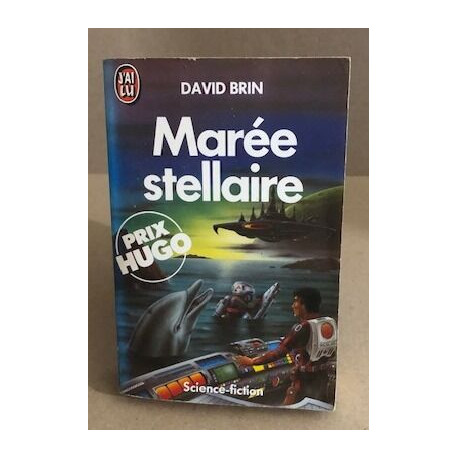 J'AI
LU
DAVID BRIN
Marée
stellaire
PRIX
HUGO
Science-fiction